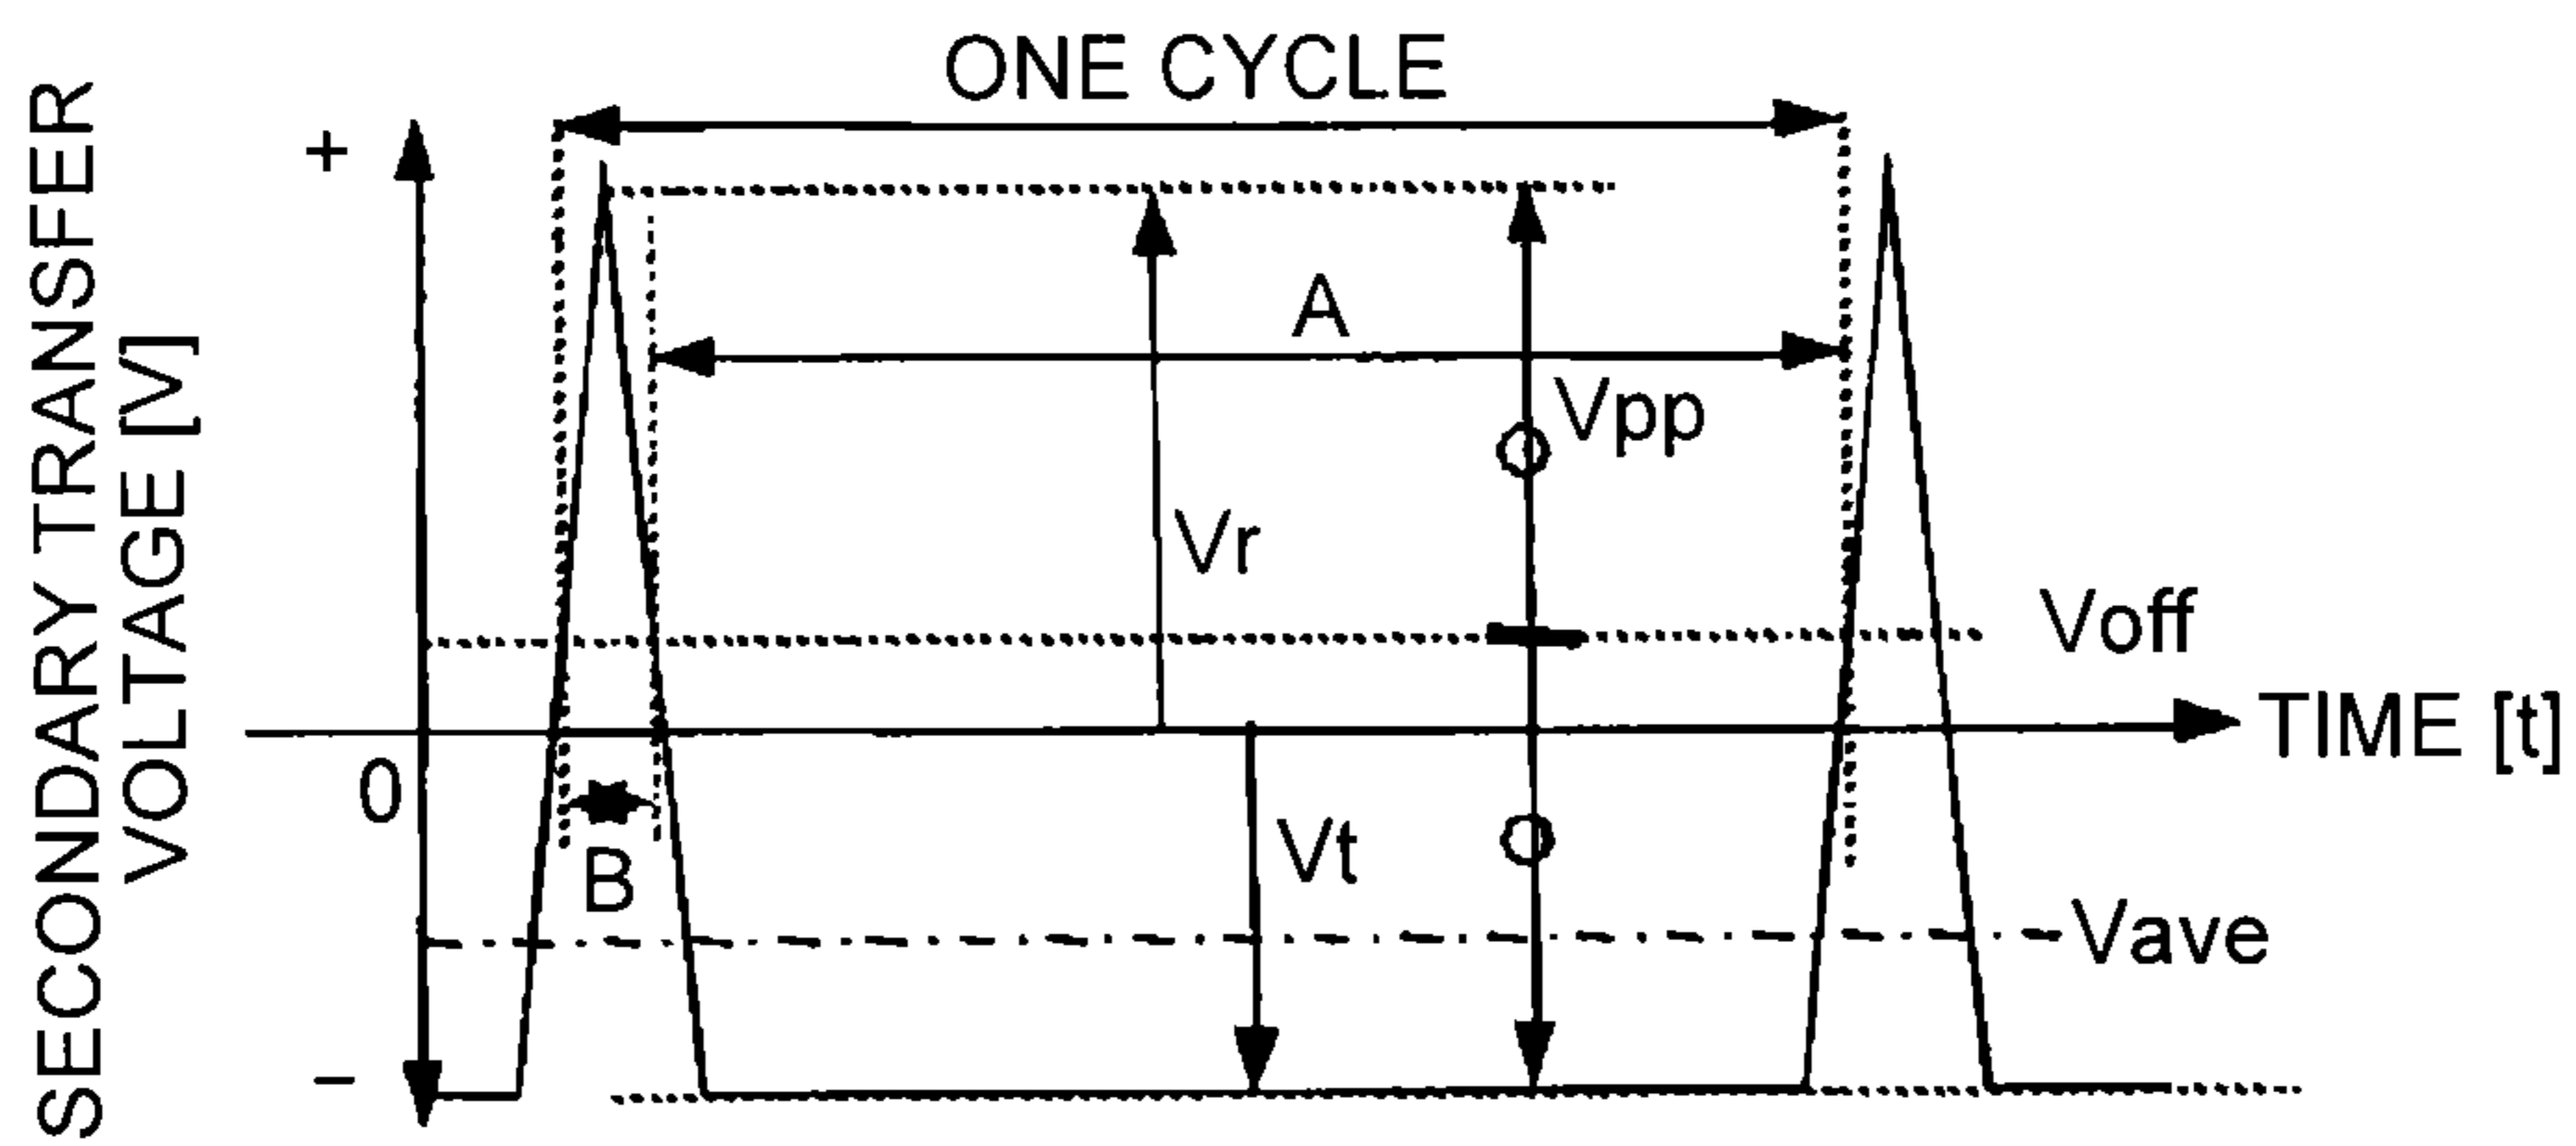 ONE CYCLE
SECONDARY TRANSFER
VOLTAGE [V]
+
A
Vpp
Vr
Voff
TIME [t]
0
B
Vt
Vave
−